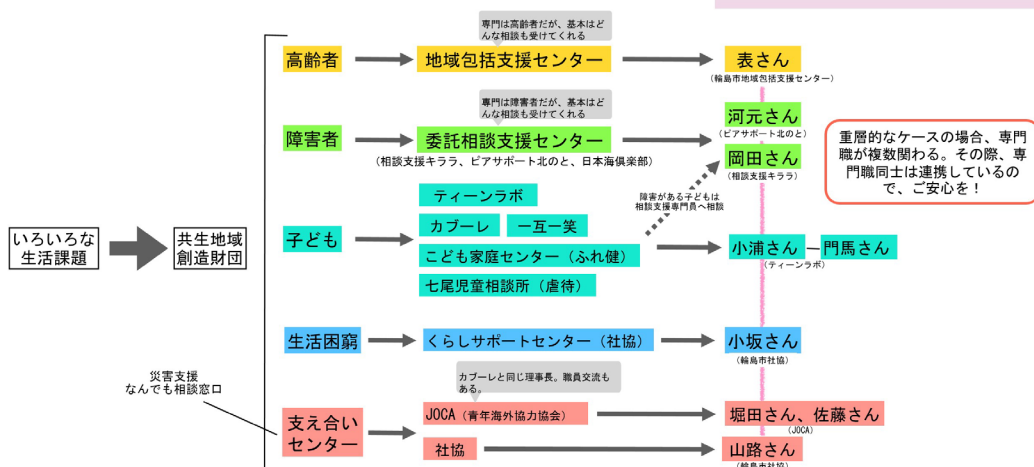 専門は高齢者だが、基本はど
んな相談も受けてくれる
高齢者
地域包括支援センター
表さん
(輪島市地域包括支援センター)
専門は障害者だが、基本はど
んな相談も受けてくれる
障害者
委託相談支援センター
(相談支援キララ、ピアサポート北のと、日本海倶楽部)
河元さん
(ピアサポート北のと)
岡田さん
(相談支援キララ)
重層的なケースの場合、専門
職が複数関わる。その際、専
門職同士は連携しているの
で、ご安心を！
障害がある子どもは
相談支援専門員へ相談
いろいろな
生活課題
共生地域
創造財団
子ども
ティーンラボ
カブーレ
一互一笑
こども家庭センター（ふれ健）
七尾児童相談所（虐待）
小浦さん
門馬さん
(ティーンラボ)
生活困窮
くらしサポートセンター（社協）
小坂さん
(輪島市社協)
災害支援
なんでも相談窓口
カブーレと同じ理事長。職員交流も
ある。
支え合い
センター
JOCA（青年海外協力協会）
堀田さん、佐藤さん
(JOCA)
社協
山路さん
(輪島市社協)